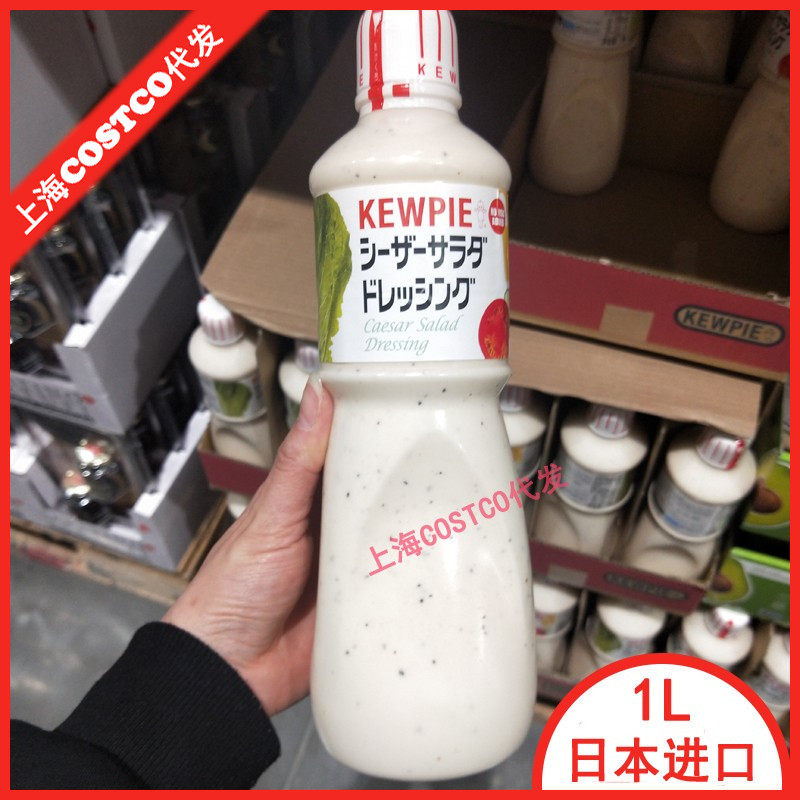 上海COSTCO代发
KEW
KEWPIE
シーザーサラダ
ドレッシング
Caesar Salad
Dressing
KEWPIE
上海COSTCO代发
KEWPIE
1L
日本进口